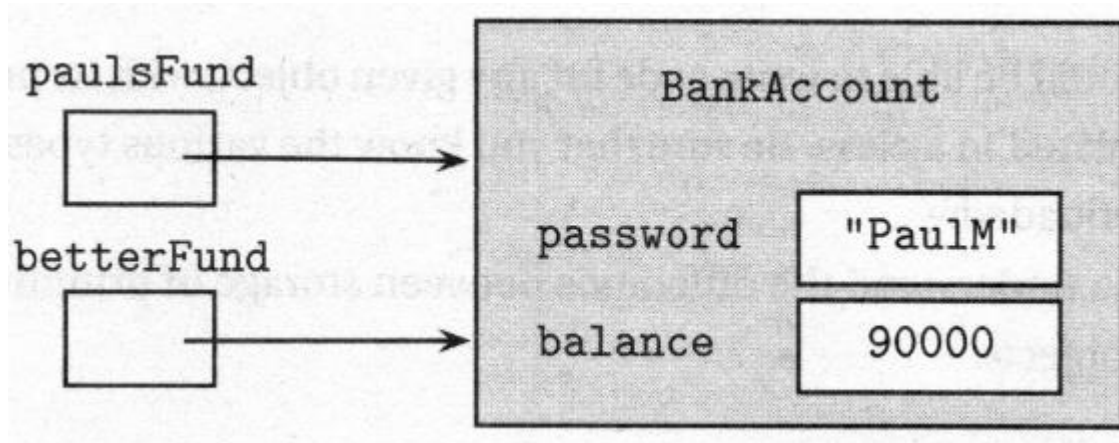 paulsFund
BankAccount
password "PaulM"
betterFund
balance 90000